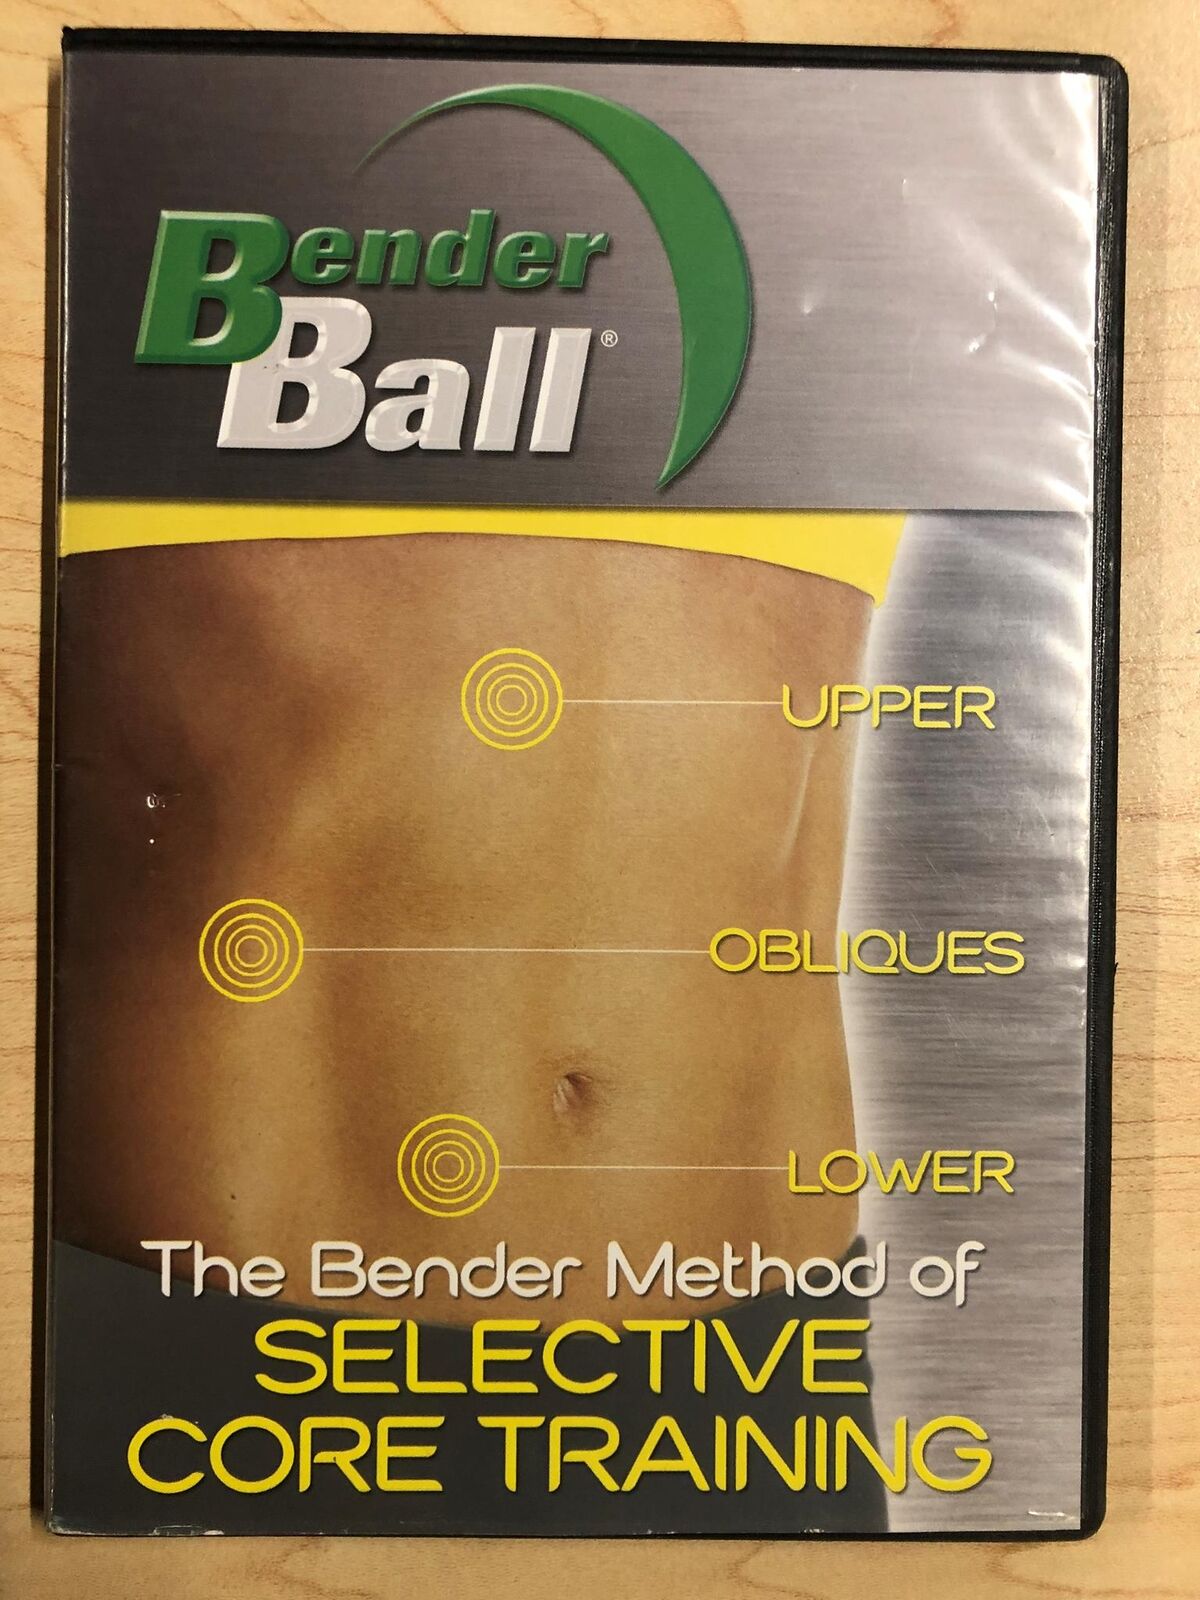 Bender
Ball®
UPPER
OBLIQUES
LOWER
The Bender Method of
SELECTIVE
CORE TRAINING